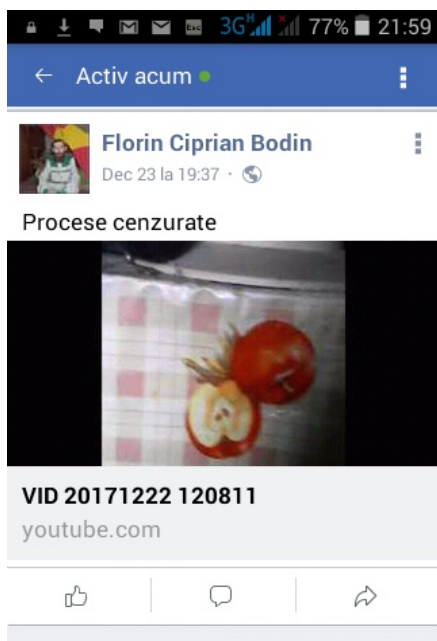 Esc 3G H 77% 21:59
Activ acum
Florin Ciprian Bodin
Dec 23 la 19:37 ·
Procese cenzurate
VID 20171222 120811
youtube.com